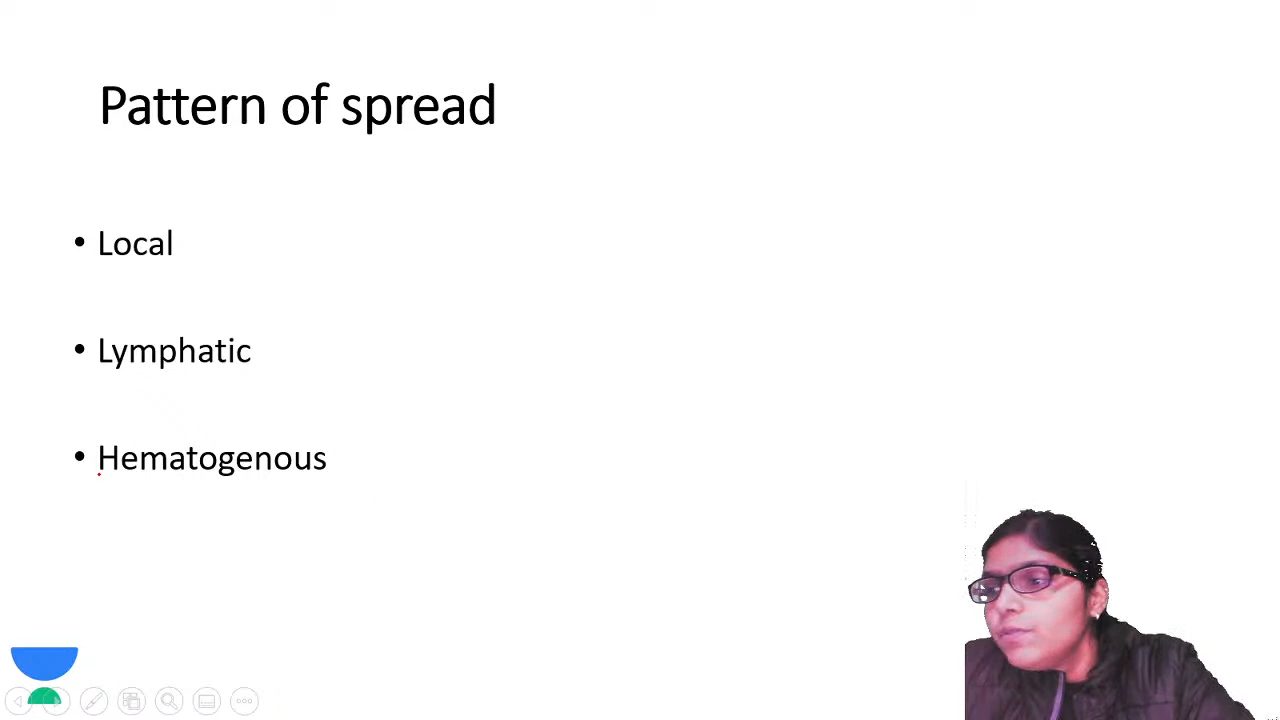 Pattern of spread
• Local
• Lymphatic
• Hematogenous